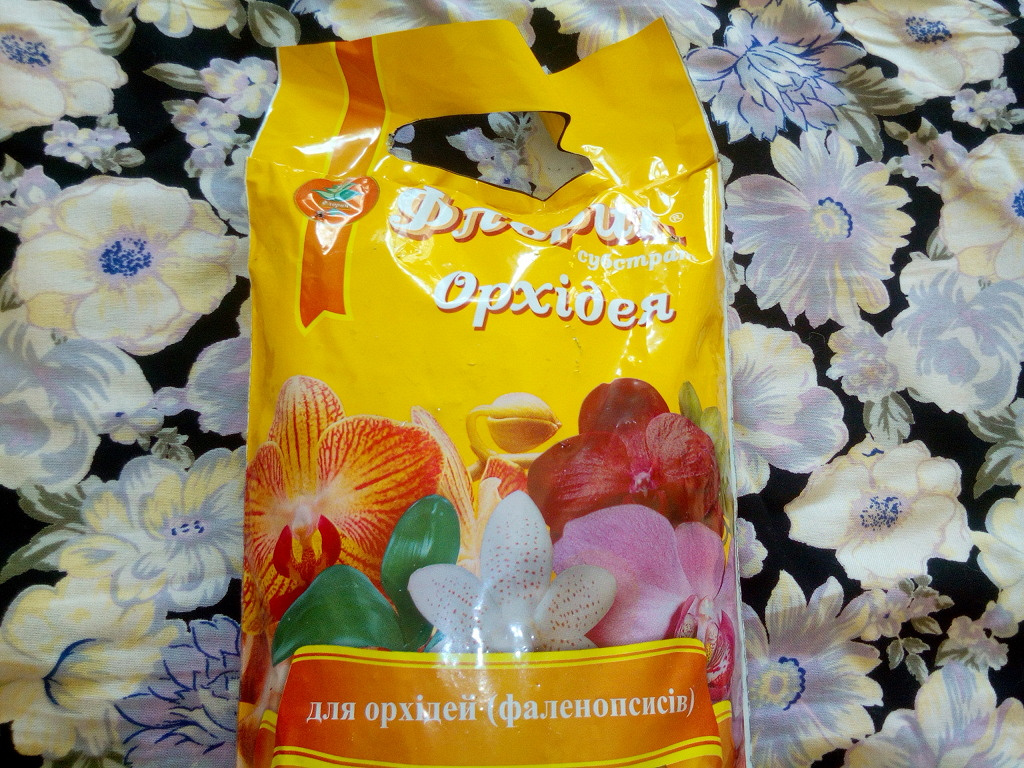 Флорин ®
субстрат
Орхідея
для орхідей (фаленопсисів)